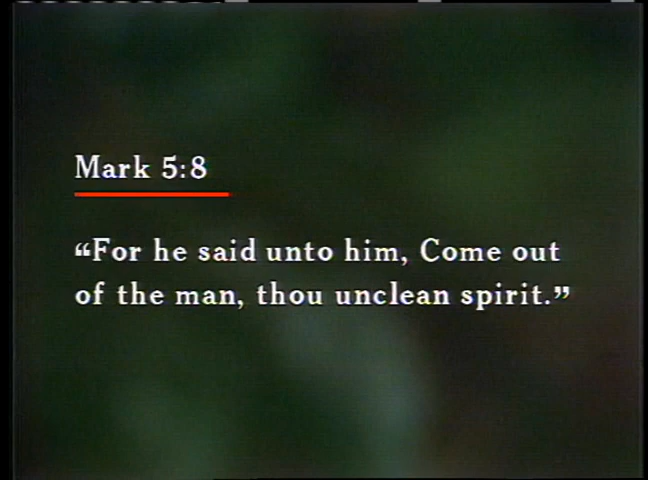 Mark 5:8
“For he said unto him, Come out
of the man, thou unclean spirit.”